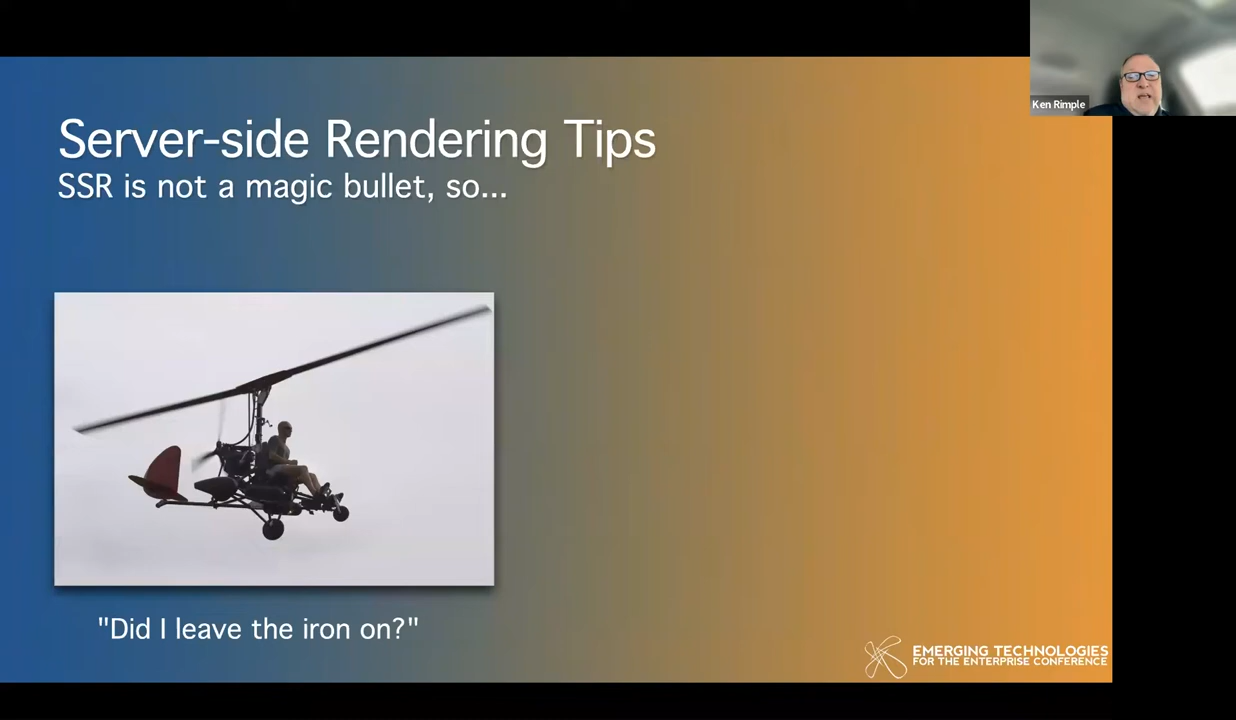 Ken Rimple
Server-side Rendering Tips
SSR is not a magic bullet, so...
"Did I leave the iron on?"
EMERGING TECHNOLOGIES
FOR THE ENTERPRISE CONFERENCE